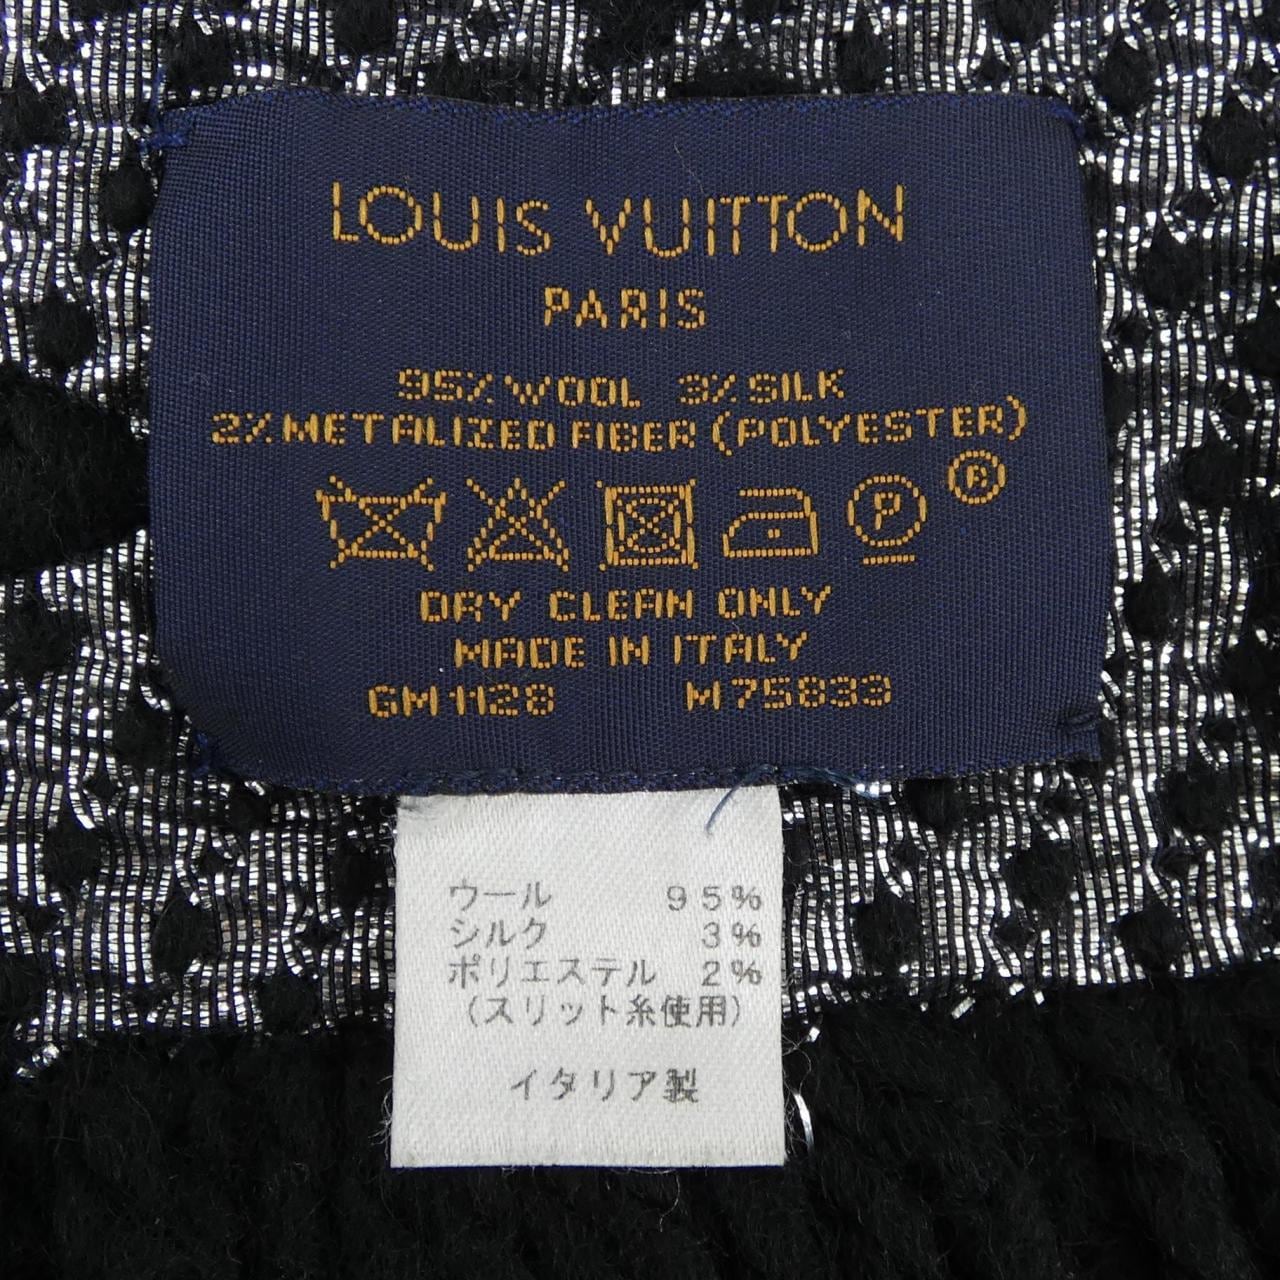 LOUIS VUITTON
PARIS
95% WOOL 3% SILK
2% METALIZED FIBER (POLYESTER)
P ®
DRY CLEAN ONLY
MADE IN ITALY
GM1128 M75833
ウール 95%
シルク 3%
ポリエステル 2%
（スリット糸使用）
イタリア製